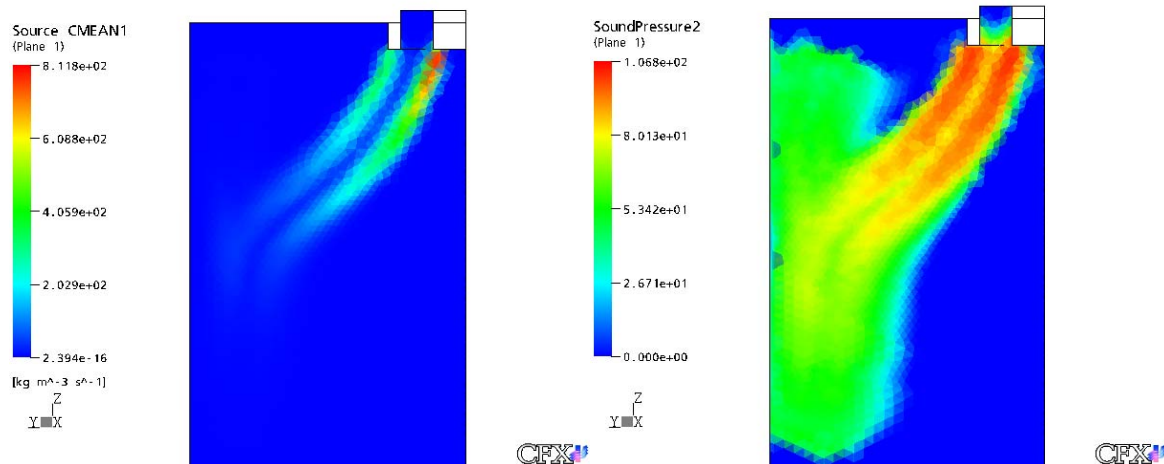 Source CMEAN1
(Plane 1)
8.118e+02
6.088e+02
4.059e+02
2.029e+02
2.394e-16
[kg m^-3 s^-1]
Z
Y X
CFX
SoundPressure2
(Plane 1)
1.068e+02
8.013e+01
5.342e+01
2.671e+01
0.000e+00
Z
Y X
CFX